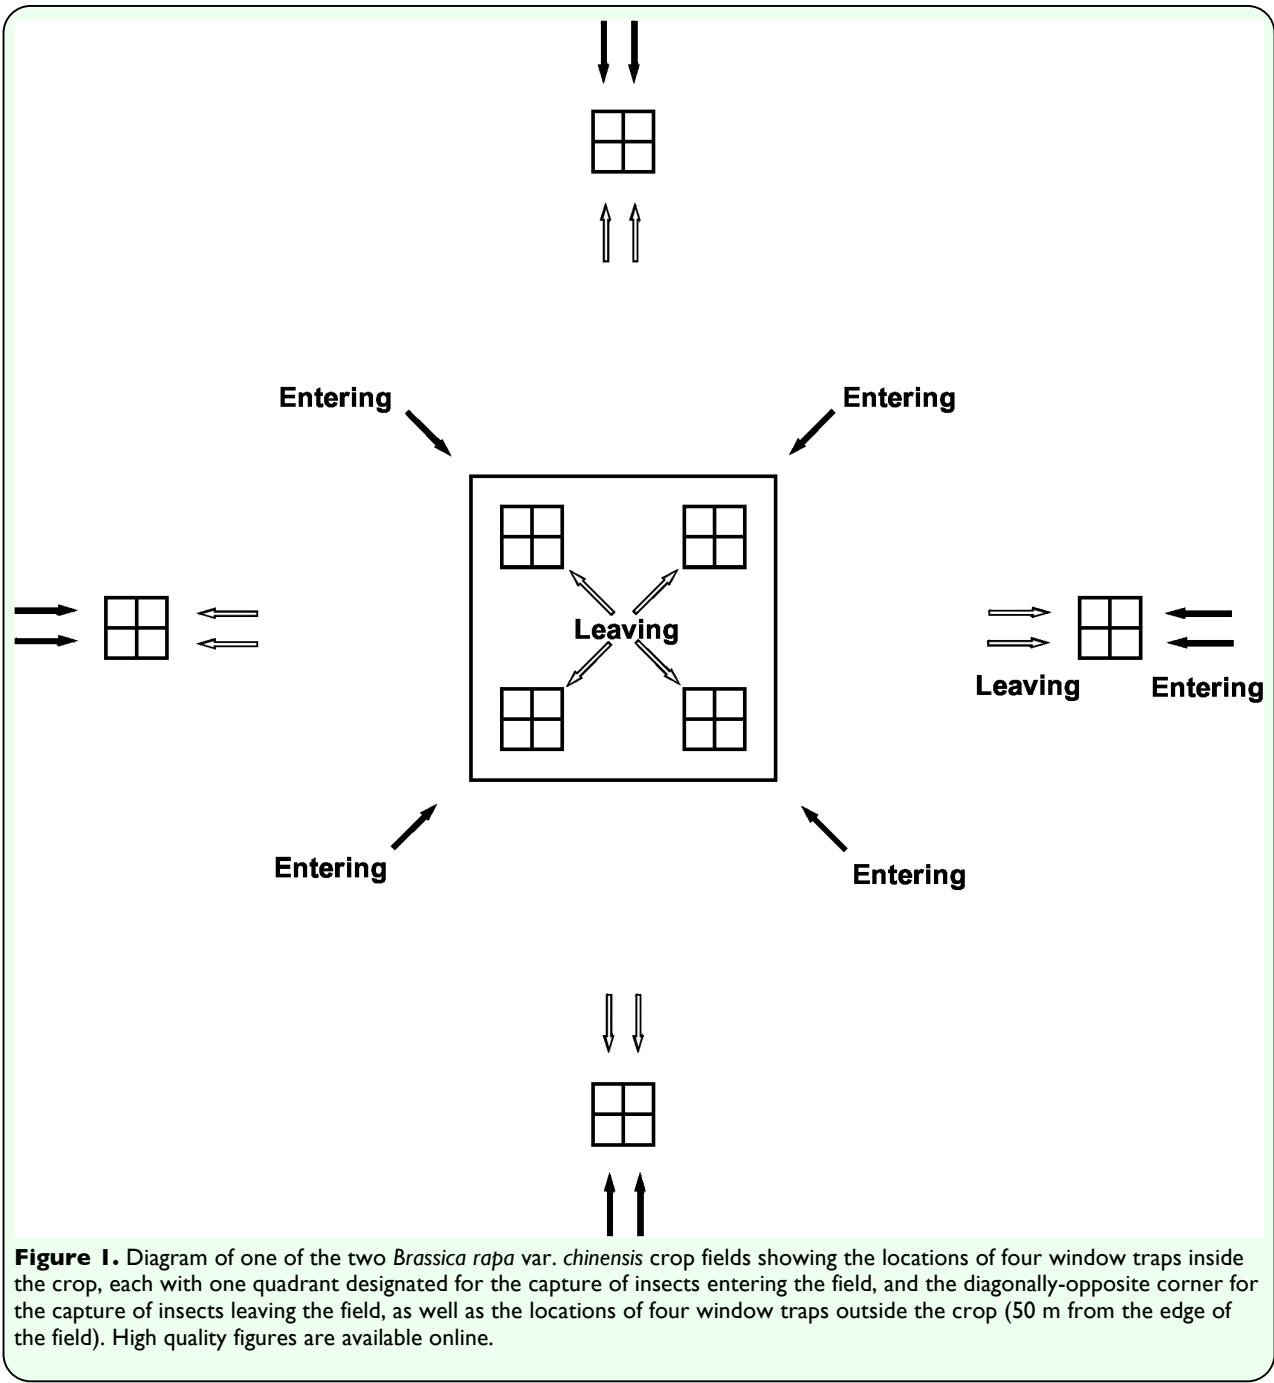 Entering
Entering
Leaving
Leaving
Entering
Entering
Entering
Figure 1. Diagram of one of the two Brassica rapa var. chinensis crop fields showing the locations of four window traps inside
the crop, each with one quadrant designated for the capture of insects entering the field, and the diagonally-opposite corner for
the capture of insects leaving the field, as well as the locations of four window traps outside the crop (50 m from the edge of
the field). High quality figures are available online.